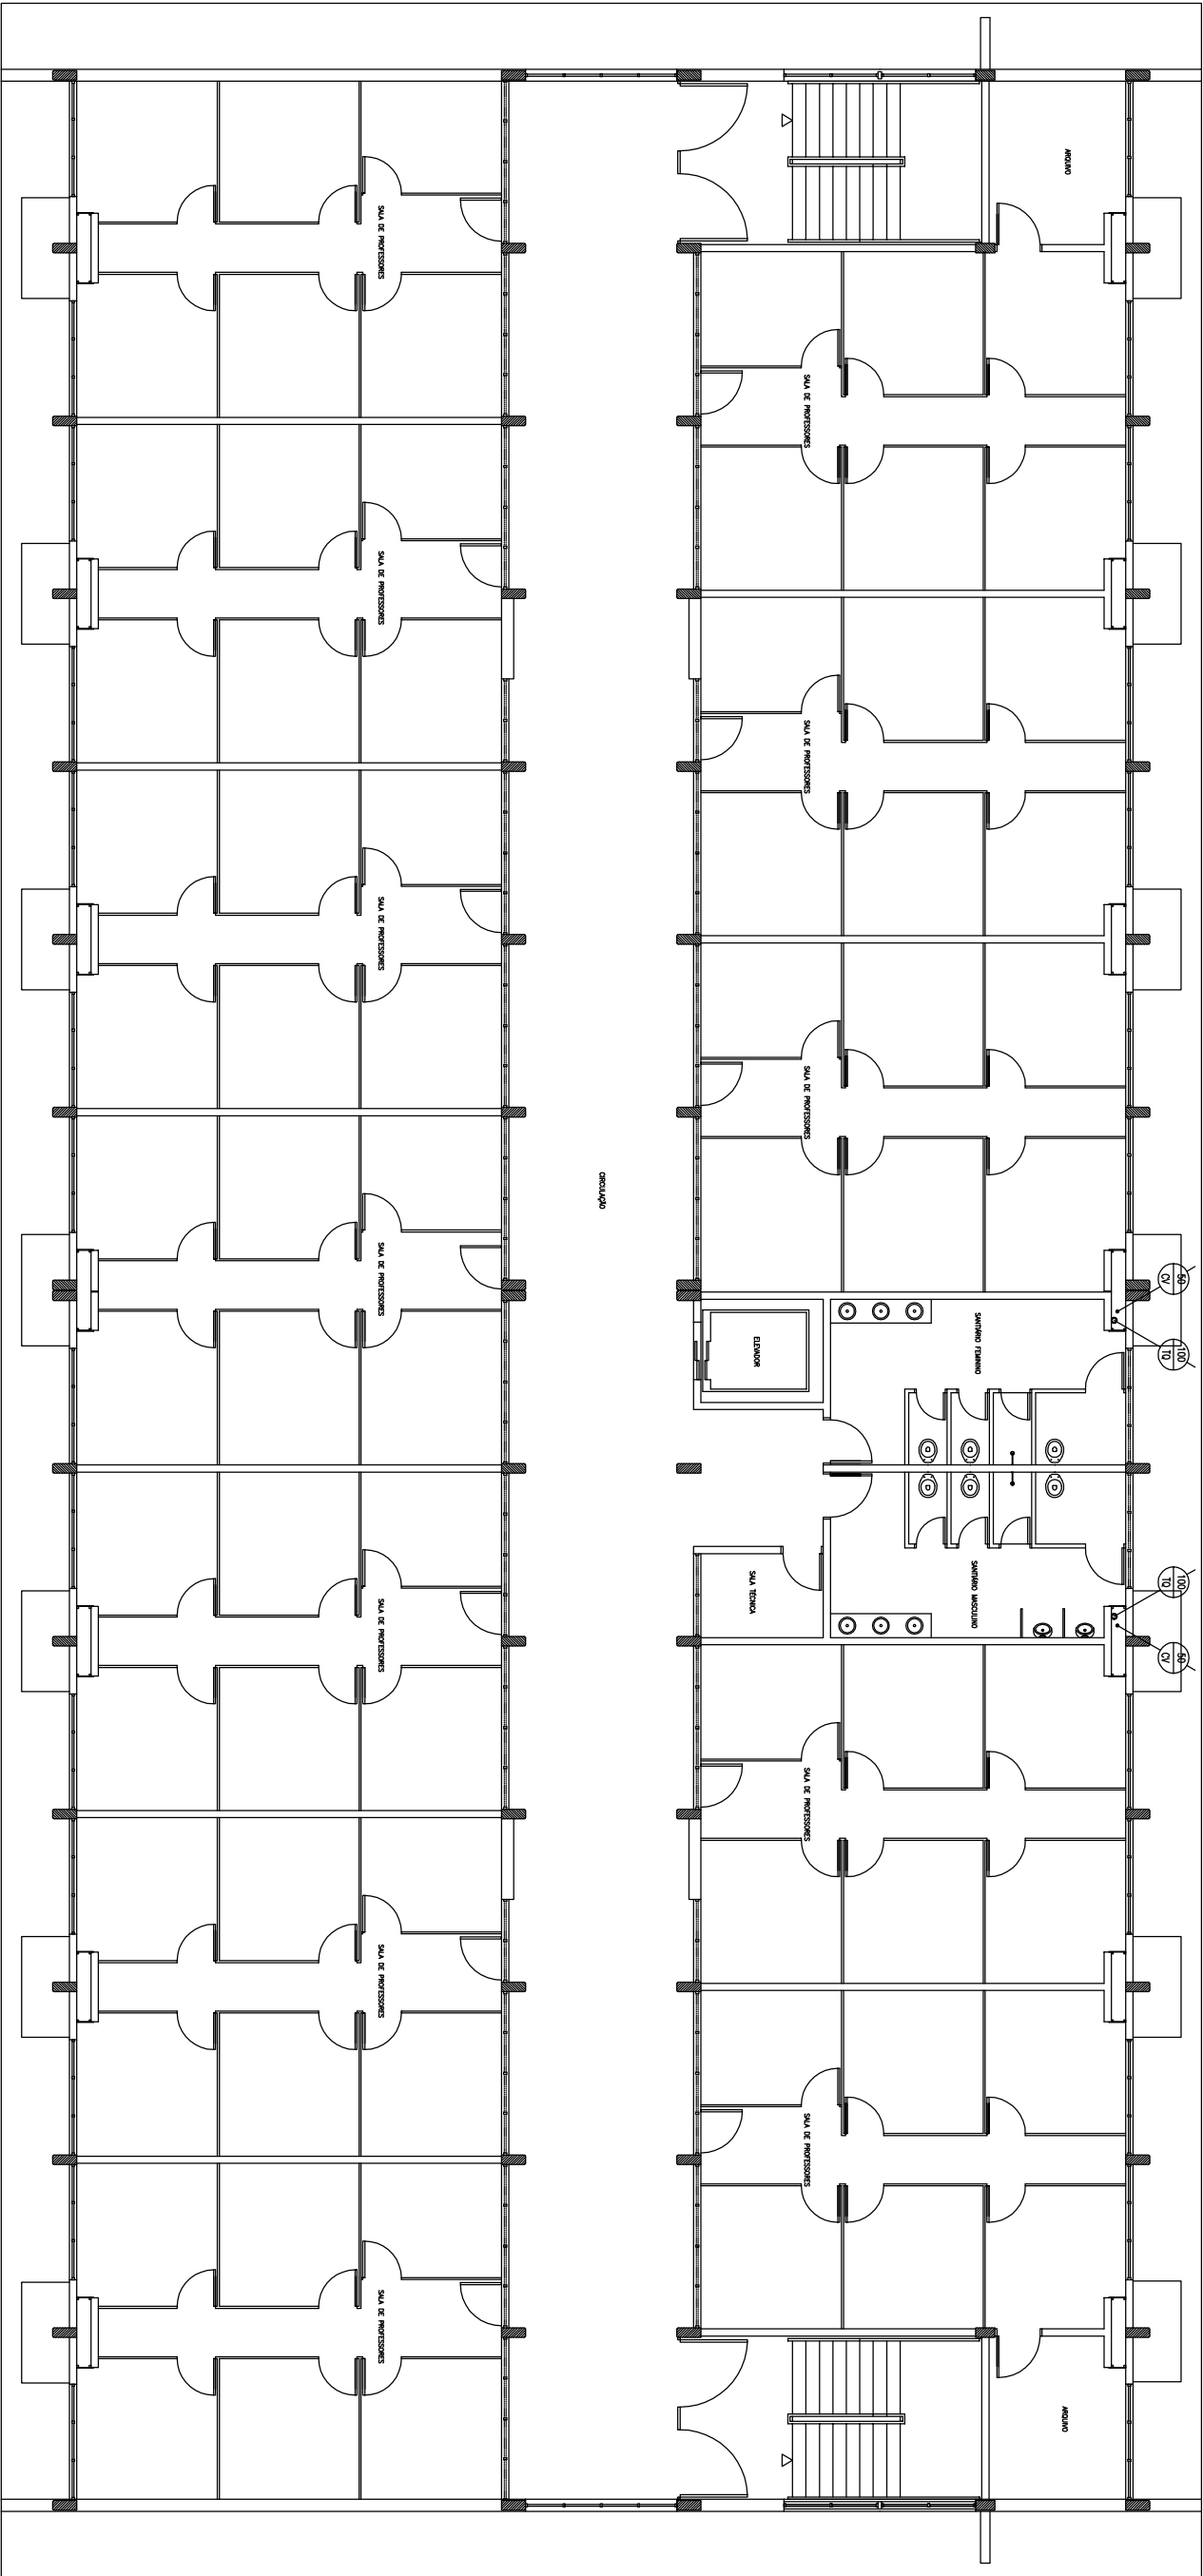 ARQUIVO
SALA DE PROFESSORES
SALA DE PROFESSORES
SALA DE PROFESSORES
SALA DE PROFESSORES
SALA DE PROFESSORES
SALA DE PROFESSORES
SALA DE PROFESSORES
CIRCULAÇÃO
SALA DE PROFESSORES
50
CV
100
TQ
SANITÁRIO FEMININO
ELEVADOR
SALA TÉCNICA
SANITÁRIO MASCULINO
100
TQ
50
CV
SALA DE PROFESSORES
SALA DE PROFESSORES
SALA DE PROFESSORES
SALA DE PROFESSORES
ARQUIVO